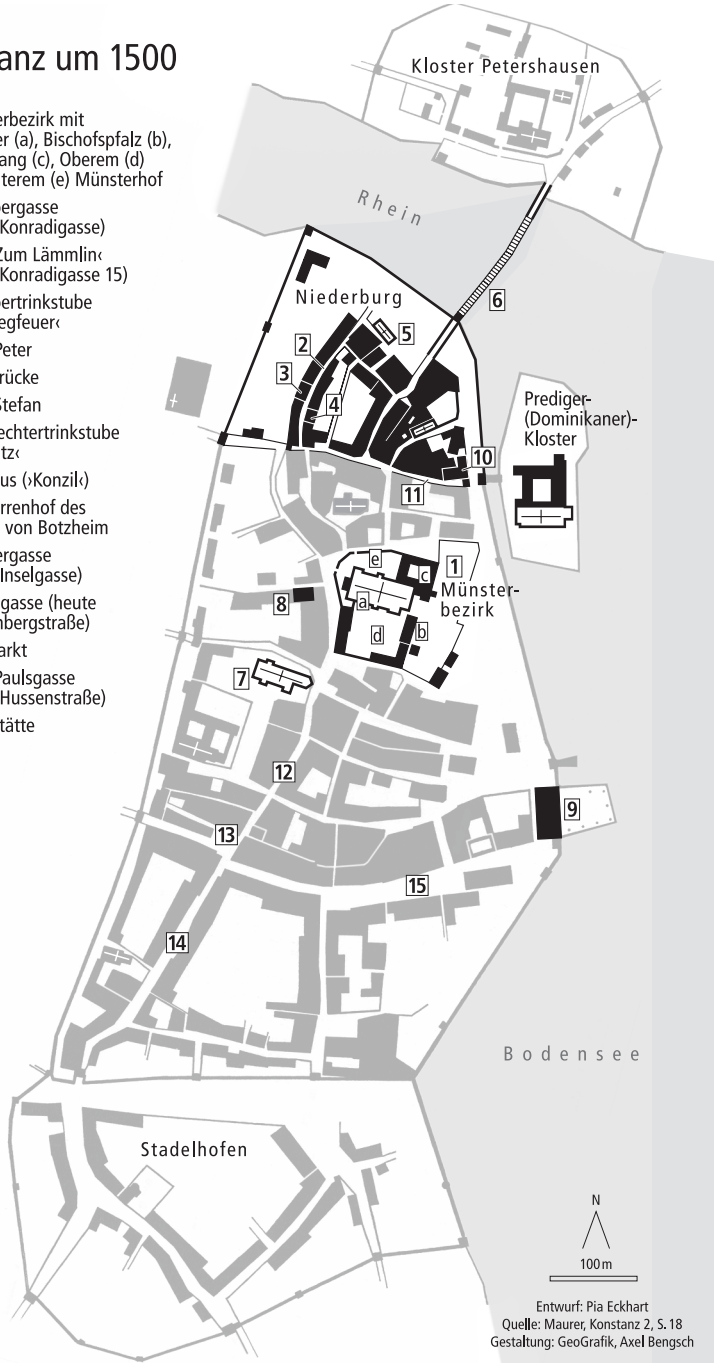 anz um 1500
erbezirk mit
er (a), Bischofspfalz (b),
ang (c), Oberem (d)
terem (e) Münsterhof
bergasse
Konradigasse)
Zum Lämmlin‹
Konradigasse 15)
bertrinkstube
egfeuer‹
Peter
rücke
Stefan
echtertrinkstube
tz‹
us (›Konzil‹)
rrenhof des
von Botzheim
ergasse
Inselgasse)
gasse (heute
nbergstraße)
arkt
Paulsgasse
Hussenstraße)
tätte
Kloster Petershausen
Rhein
6
Niederburg
5
2
3
4
Prediger-
(Dominikaner)-
Kloster
10
11
e
c
1
Münster-
bezirk
a
8
d
b
7
12
9
13
15
14
Bodensee
Stadelhofen
N
100 m
Entwurf: Pia Eckhart
Quelle: Maurer, Konstanz 2, S. 18
Gestaltung: GeoGrafik, Axel Bengsch